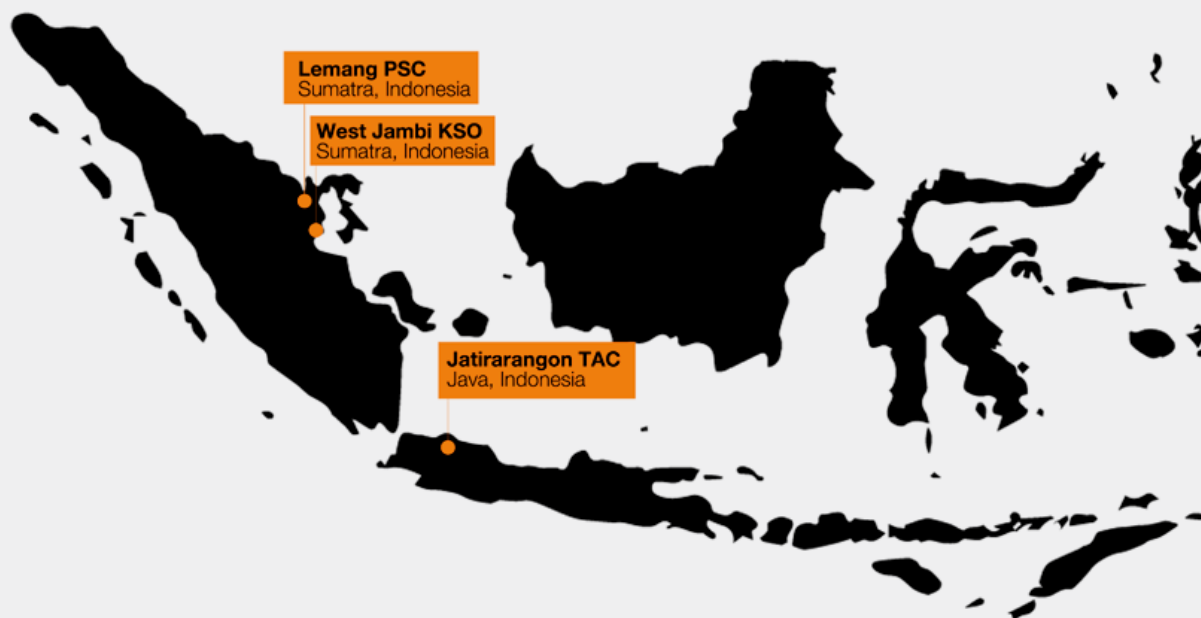 Lemang PSC
Sumatra, Indonesia
West Jambi KSO
Sumatra, Indonesia
Jatirarangon TAC
Java, Indonesia